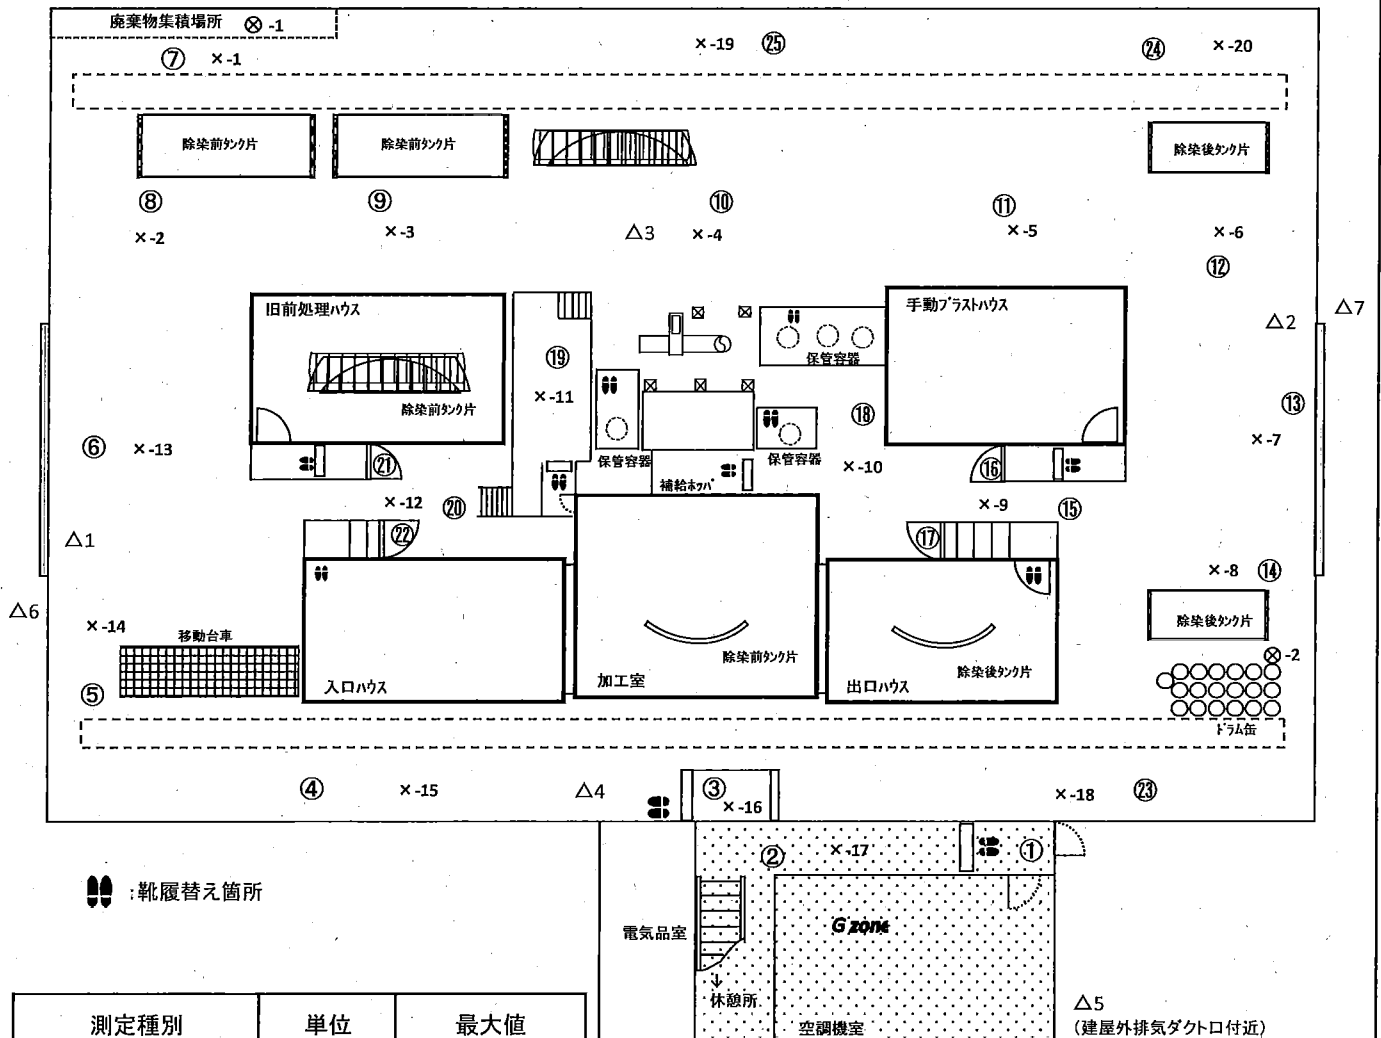 廃棄物集積場所 ⊗ -1
⑦ ×-1
×-19 ㉕
㉔ ×-20
除染前タンク片
除染前タンク片
除染後タンク片
⑧
⑨
⑩
⑪
×-2
×-3
△3 ×-4
×-5
×-6
⑫
旧前処理ハウス
手動ブラストハウス
△2
△7
保管容器
⑲
×-11
除染前タンク片
⑱
⑬
×-7
⑥ ×-13
㉑
保管容器
保管容器
×-10
⑯
補給ホッパ
×-12 ⑳
×-9 ⑮
△1
㉒
⑰
×-8 ⑭
△6
×-14
移動台車
除染後タンク片
⊗-2
除染前タンク片
除染後タンク片
⑤
入口ハウス
加工室
出口ハウス
ドラム缶
④ ×-15 △4 ③ ×-16 ×-18 ㉓
② ×-17 ①
:靴履替え箇所
電気品室
G zone
↓
休憩所
空調機室
△5
(建屋外排気ダクト口付近)
測定種別 単位 最大値